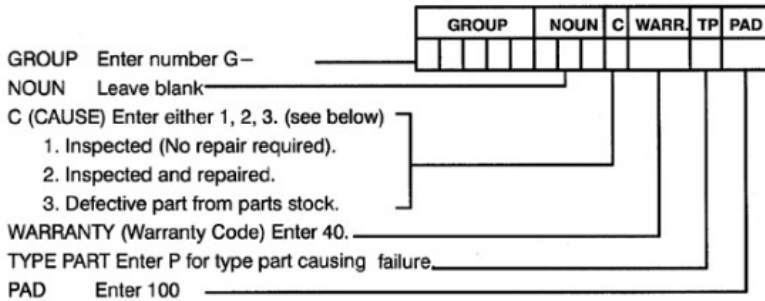 GROUP NOUN C WARR. TP PAD
GROUP Enter number G–
NOUN Leave blank
C (CAUSE) Enter either 1, 2, 3. (see below)
1. Inspected (No repair required).
2. Inspected and repaired.
3. Defective part from parts stock.
WARRANTY (Warranty Code) Enter 40.
TYPE PART Enter P for type part causing failure.
PAD Enter 100